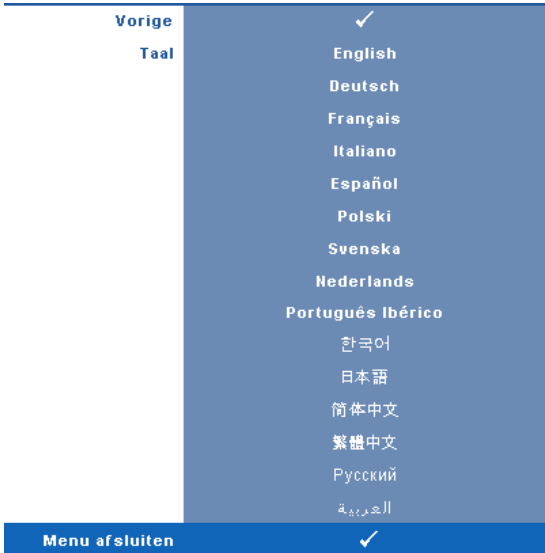 Vorige ✓
Taal English
Deutsch
Français
Italiano
Español
Polski
Svenska
Nederlands
Português Ibérico
한국어
日本語
简体中文
繁體中文
Русский
العربية
Menu afsluiten ✓